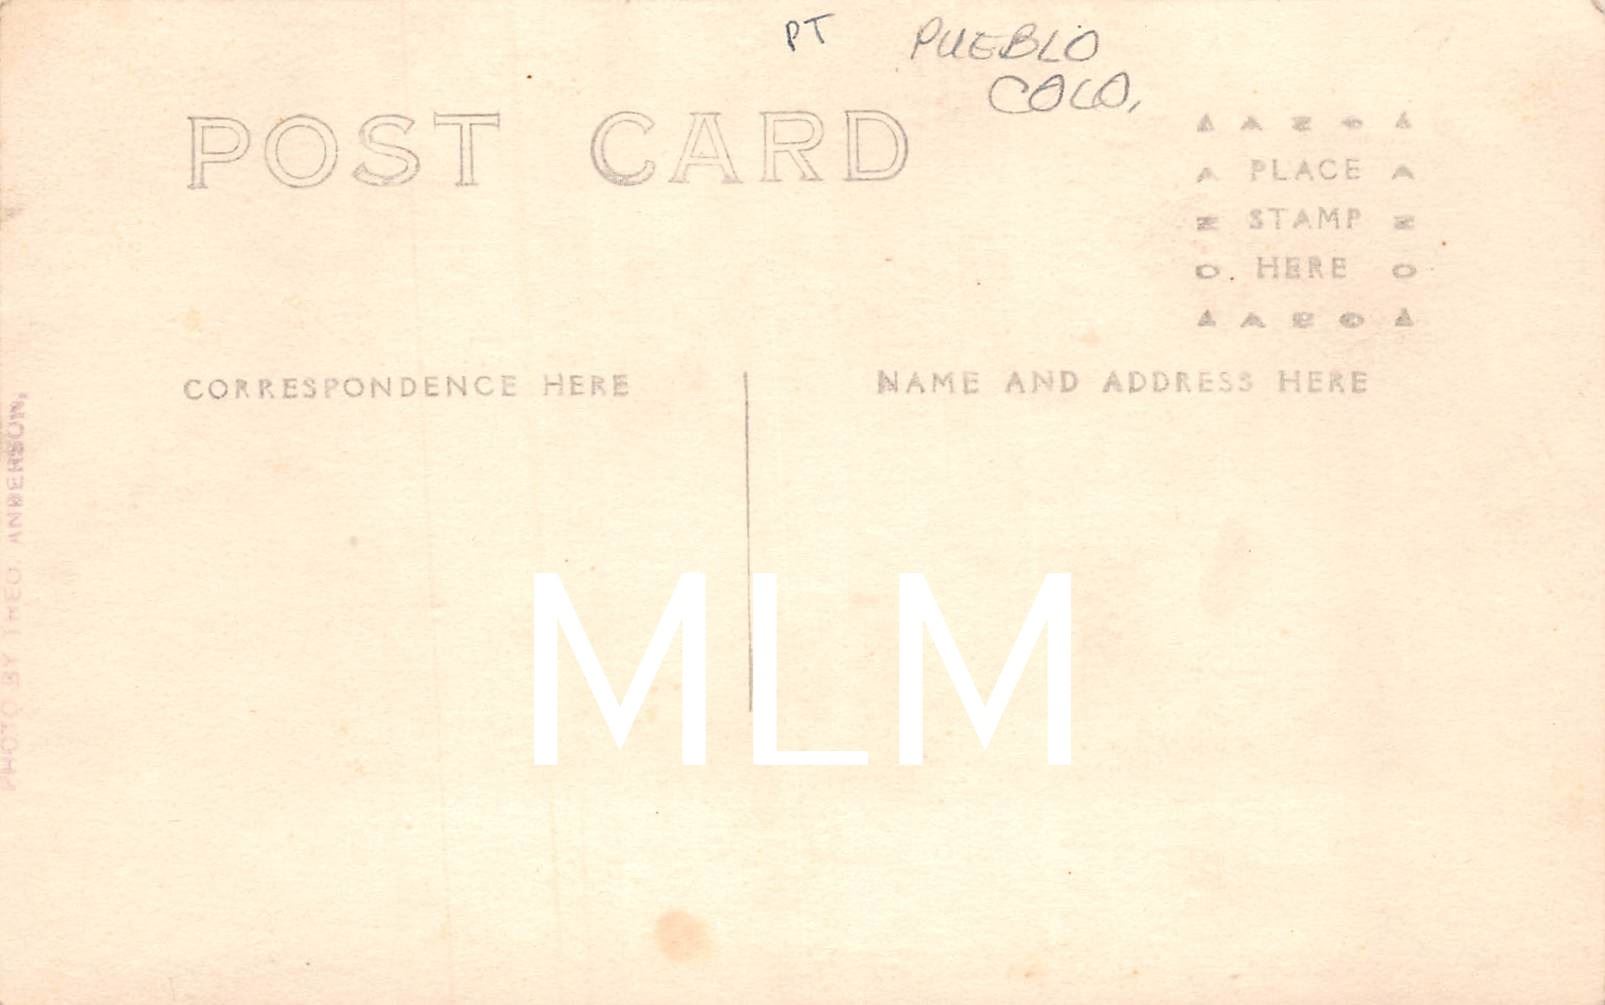 PT PUEBLO
COLO,
POST CARD
PLACE
STAMP
HERE
CORRESPONDENCE HERE
NAME AND ADDRESS HERE
PHOTO BY THEO. ANDERSON.
MLM